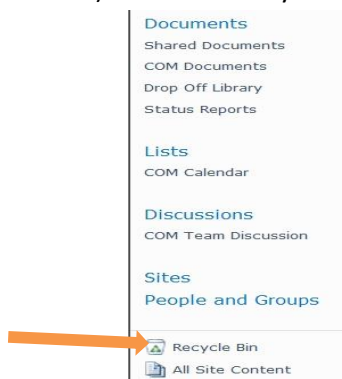 Documents
Shared Documents
COM Documents
Drop Off Library
Status Reports
Lists
COM Calendar
Discussions
COM Team Discussion
Sites
People and Groups
Recycle Bin
All Site Content